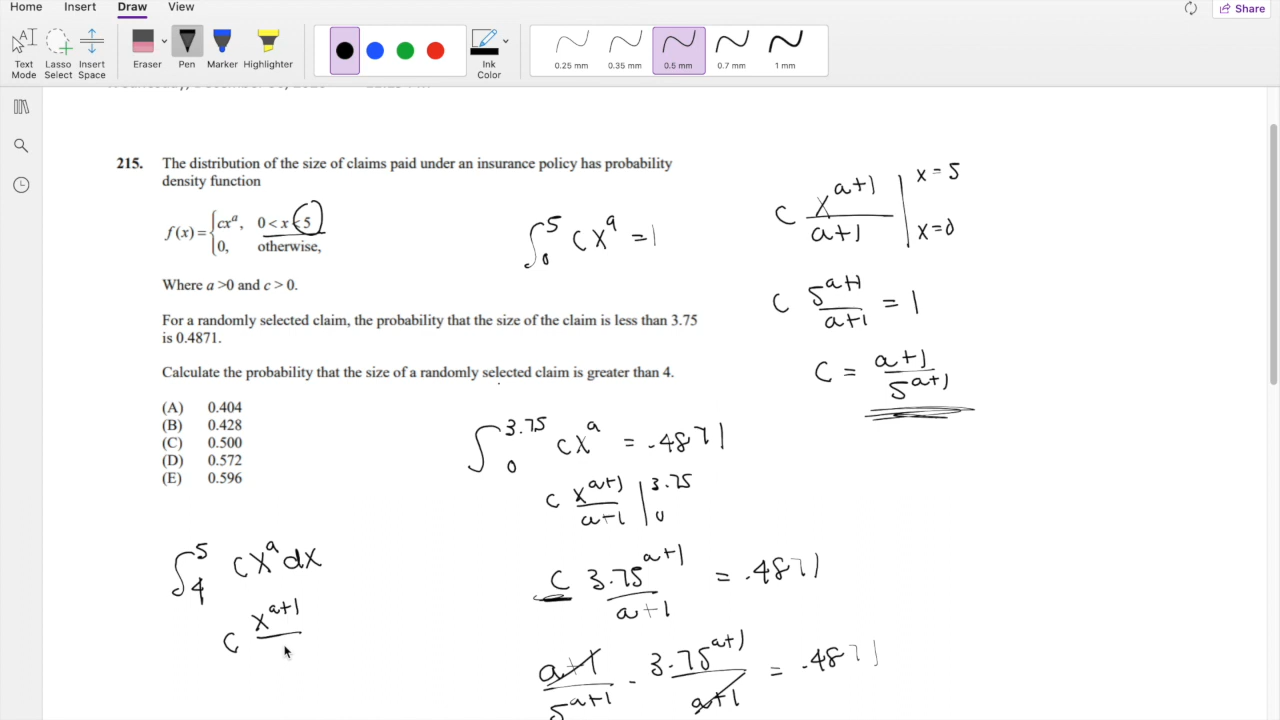 Home Insert Draw View Share
Text Mode
Lasso Select
Insert Space
Eraser
Pen
Marker
Highlighter
Ink Color
0.25 mm
0.35 mm
0.5 mm
0.7 mm
1 mm
215. The distribution of the size of claims paid under an insurance policy has probability
density function
f(x) = { cx^a, 0 < x < 5
0, otherwise,
Where a >0 and c > 0.
For a randomly selected claim, the probability that the size of the claim is less than 3.75
is 0.4871.
Calculate the probability that the size of a randomly selected claim is greater than 4.
(A) 0.404
(B) 0.428
(C) 0.500
(D) 0.572
(E) 0.596
∫_0^5 cx^a = 1
c x^(a+1)/(a+1) | x=5 x=0
c 5^(a+1)/(a+1) = 1
c = (a+1)/5^(a+1)
∫_0^3.75 cx^a = .4871
c x^(a+1)/(a+1) | 3.75 0
c 3.75^(a+1)/(a+1) = .4871
(a+1)/5^(a+1) · 3.75^(a+1)/(a+1) = .4871
∫_4^5 cx^a dx
c x^(a+1)